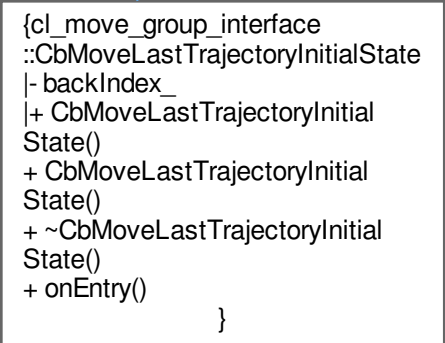 {cl_move_group_interface
::CbMoveLastTrajectoryInitialState
|- backIndex_
|+ CbMoveLastTrajectoryInitial
State()
+ CbMoveLastTrajectoryInitial
State()
+ ~CbMoveLastTrajectoryInitial
State()
+ onEntry()
}